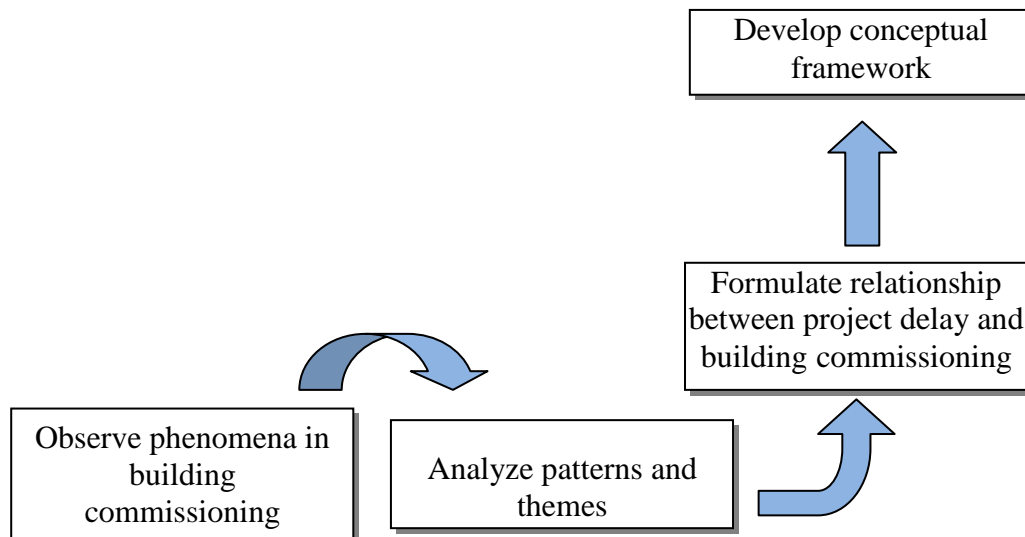 Develop conceptual
framework
Formulate relationship
between project delay and
building commissioning
Observe phenomena in
building
commissioning
Analyze patterns and
themes